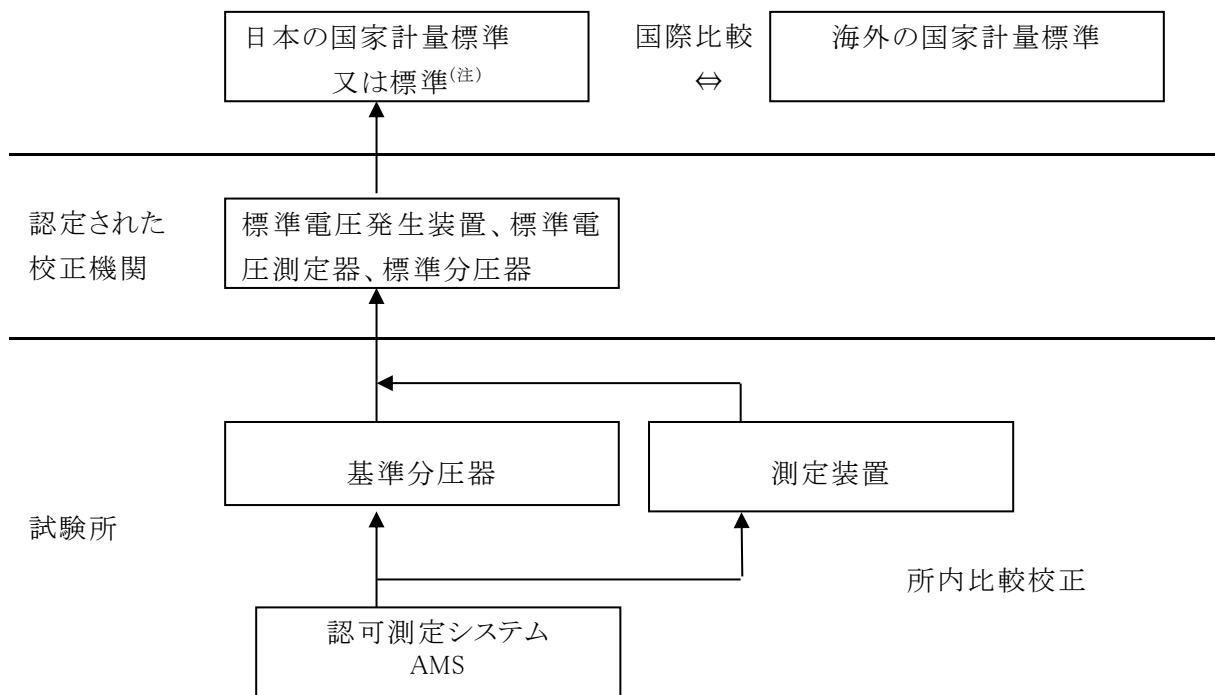 日本の国家計量標準
又は標準(注)
国際比較
⇔
海外の国家計量標準
認定された
校正機関
標準電圧発生装置、標準電
圧測定器、標準分圧器
基準分圧器
測定装置
試験所
所内比較校正
認可測定システム
AMS